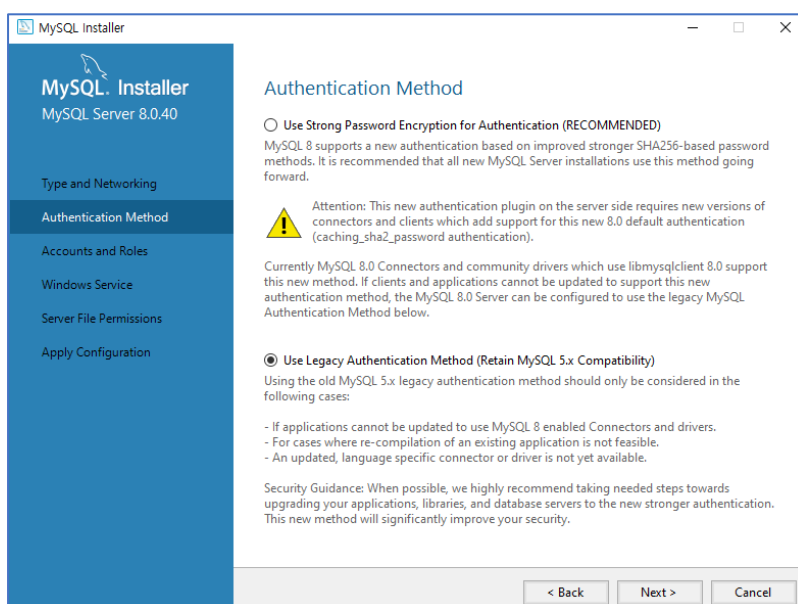 MySQL Installer
MySQL. Installer
MySQL Server 8.0.40
Type and Networking
Authentication Method
Accounts and Roles
Windows Service
Server File Permissions
Apply Configuration
Authentication Method
Use Strong Password Encryption for Authentication (RECOMMENDED)
MySQL 8 supports a new authentication based on improved stronger SHA256-based password
methods. It is recommended that all new MySQL Server installations use this method going
forward.
Attention: This new authentication plugin on the server side requires new versions of
connectors and clients which add support for this new 8.0 default authentication
(caching_sha2_password authentication).
Currently MySQL 8.0 Connectors and community drivers which use libmysqlclient 8.0 support
this new method. If clients and applications cannot be updated to support this new
authentication method, the MySQL 8.0 Server can be configured to use the legacy MySQL
Authentication Method below.
Use Legacy Authentication Method (Retain MySQL 5.x Compatibility)
Using the old MySQL 5.x legacy authentication method should only be considered in the
following cases:
- If applications cannot be updated to use MySQL 8 enabled Connectors and drivers.
- For cases where re-compilation of an existing application is not feasible.
- An updated, language specific connector or driver is not yet available.
Security Guidance: When possible, we highly recommend taking needed steps towards
upgrading your applications, libraries, and database servers to the new stronger authentication.
This new method will significantly improve your security.
< Back
Next >
Cancel